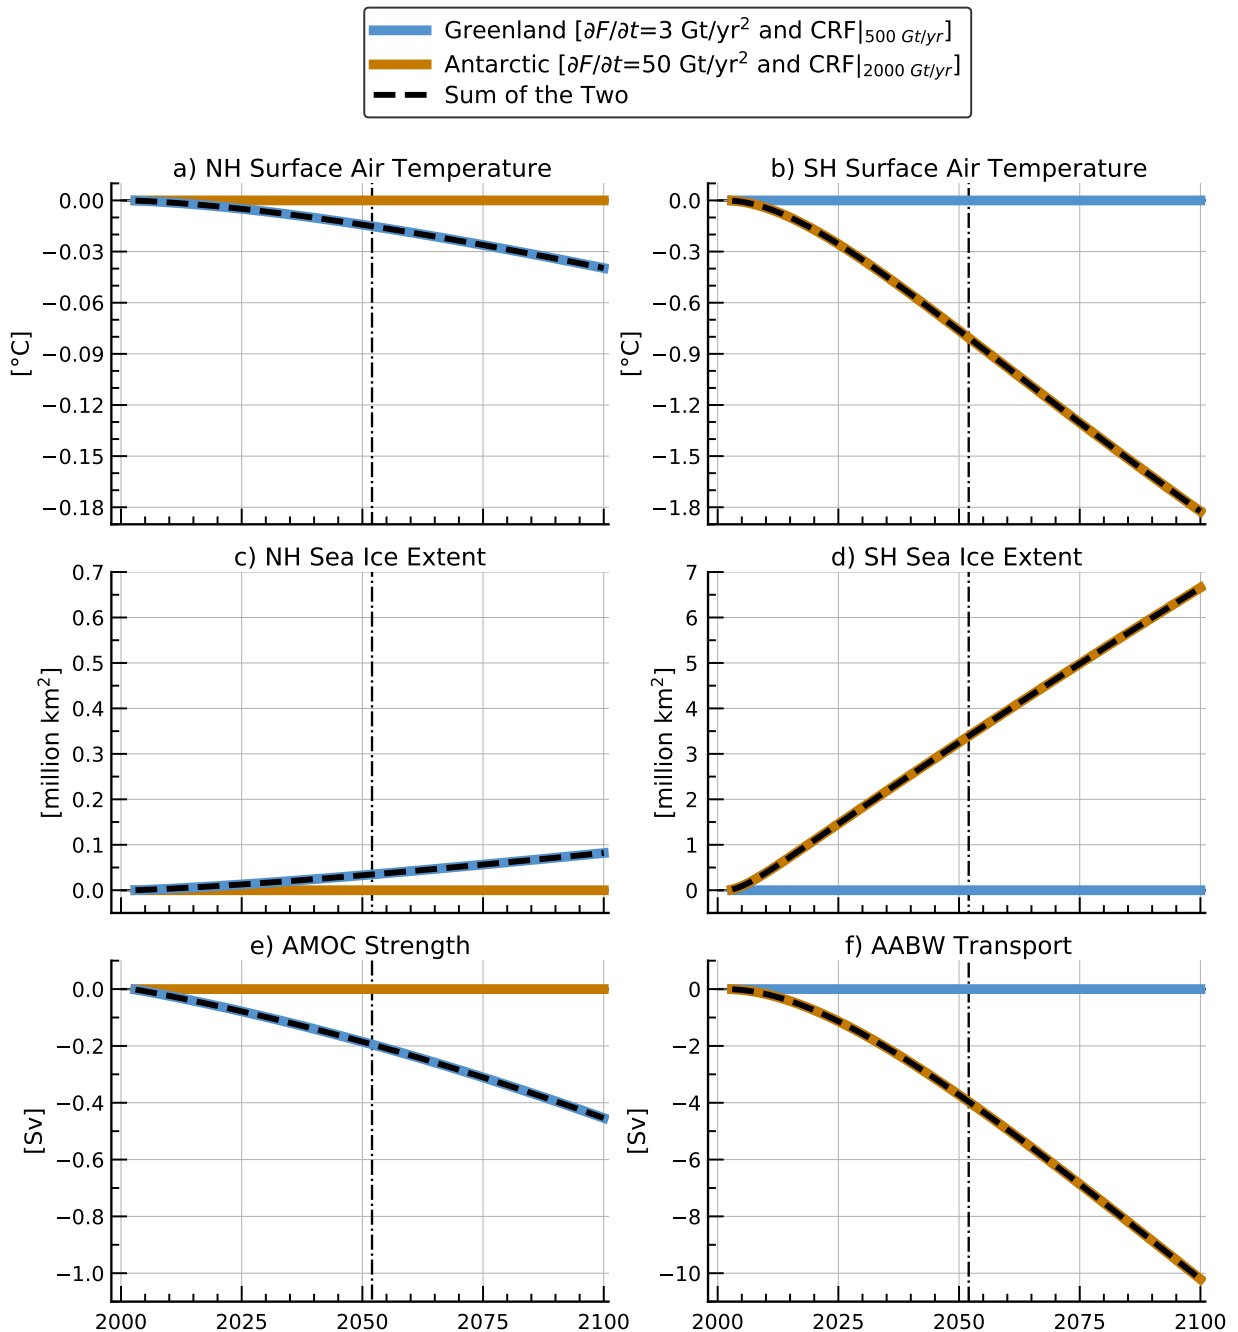 Greenland [∂F/∂t=3 Gt/yr² and CRF|500 Gt/yr]
Antarctic [∂F/∂t=50 Gt/yr² and CRF|2000 Gt/yr]
Sum of the Two
a) NH Surface Air Temperature
0.00
−0.03
−0.06
−0.09
−0.12
−0.15
−0.18
[°C]
b) SH Surface Air Temperature
0.0
−0.3
−0.6
−0.9
−1.2
−1.5
−1.8
[°C]
c) NH Sea Ice Extent
0.7
0.6
0.5
0.4
0.3
0.2
0.1
0.0
[million km²]
d) SH Sea Ice Extent
7
6
5
4
3
2
1
0
[million km²]
e) AMOC Strength
0.0
−0.2
−0.4
−0.6
−0.8
−1.0
[Sv]
2000 2025 2050 2075 2100
f) AABW Transport
0
−2
−4
−6
−8
−10
[Sv]
2000 2025 2050 2075 2100